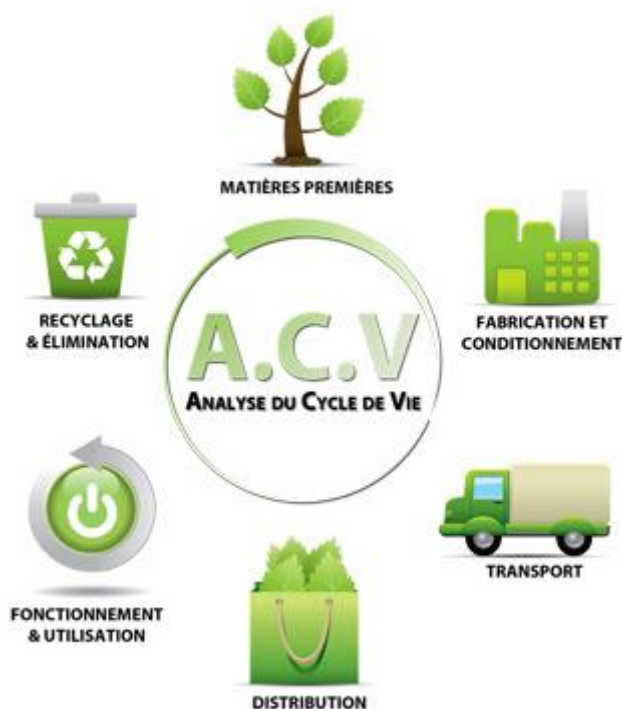 MATIÈRES PREMIÈRES
RECYCLAGE
& ÉLIMINATION
FABRICATION ET
CONDITIONNEMENT
A.C.V
ANALYSE DU CYCLE DE VIE
TRANSPORT
FONCTIONNEMENT
& UTILISATION
DISTRIBUTION